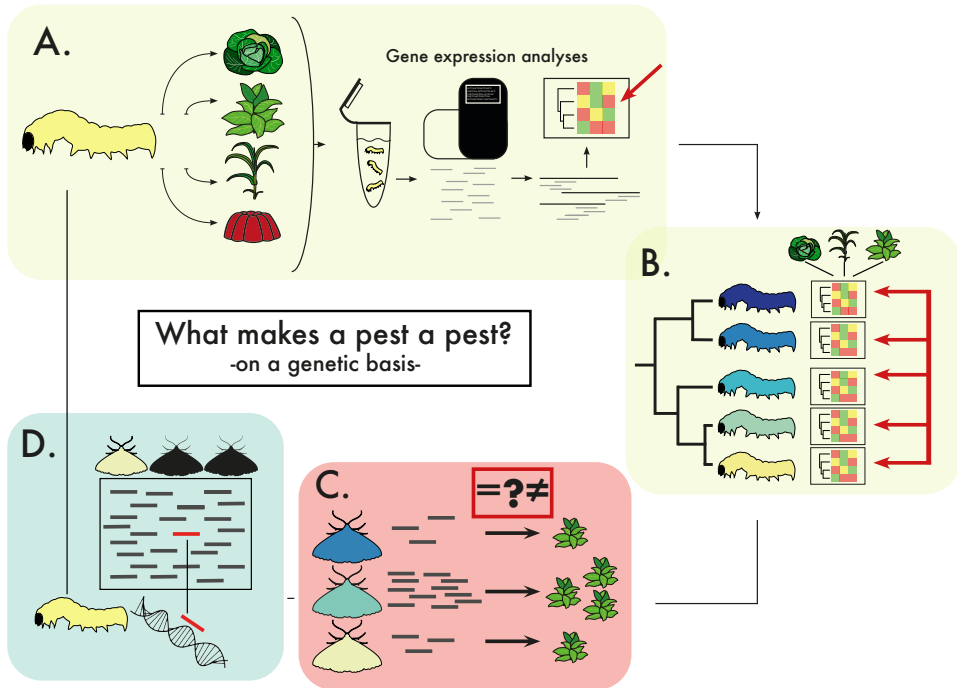 A.
Gene expression analyses
B.
What makes a pest a pest?
-on a genetic basis-
D.
C.
=?≠